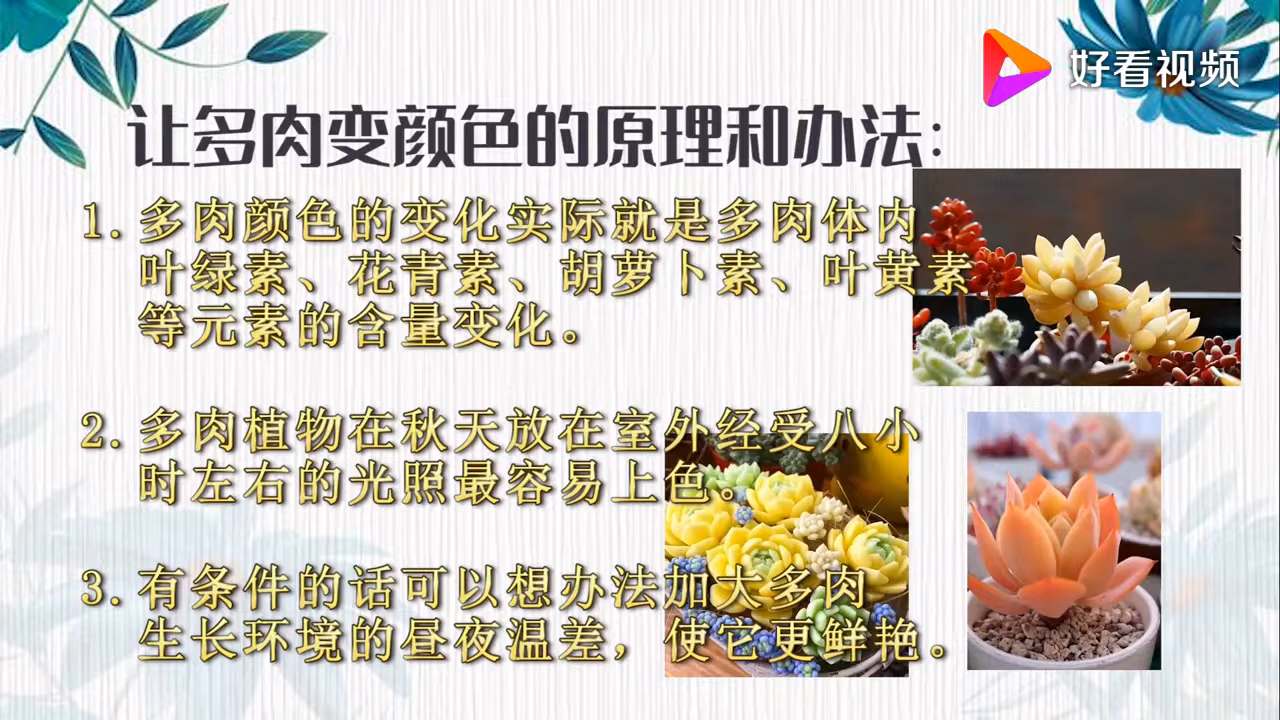 好看视频
让多肉变颜色的原理和办法:
1.多肉颜色的变化实际就是多肉体内
叶绿素、花青素、胡萝卜素、叶黄素
等元素的含量变化。
2.多肉植物在秋天放在室外经受八小
时左右的光照最容易上色。
3.有条件的话可以想办法加大多肉
生长环境的昼夜温差，使它更鲜艳。